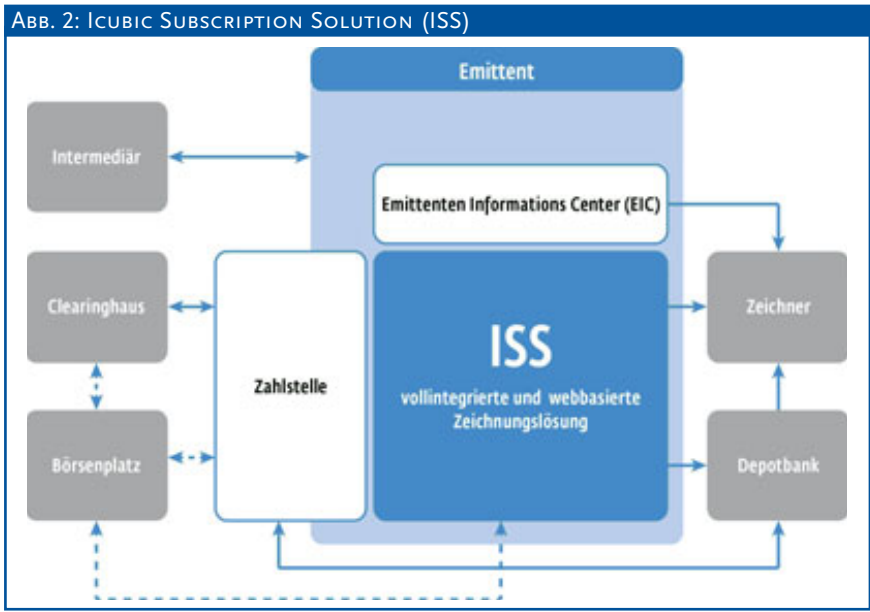 ABB. 2: ICUBIC SUBSCRIPTION SOLUTION (ISS)
Emittent
Intermediär
Emittenten Informations Center (EIC)
Clearinghaus
Zahlstelle
ISS
vollintegrierte und webbasierte
Zeichnungslösung
Zeichner
Börsenplatz
Depotbank